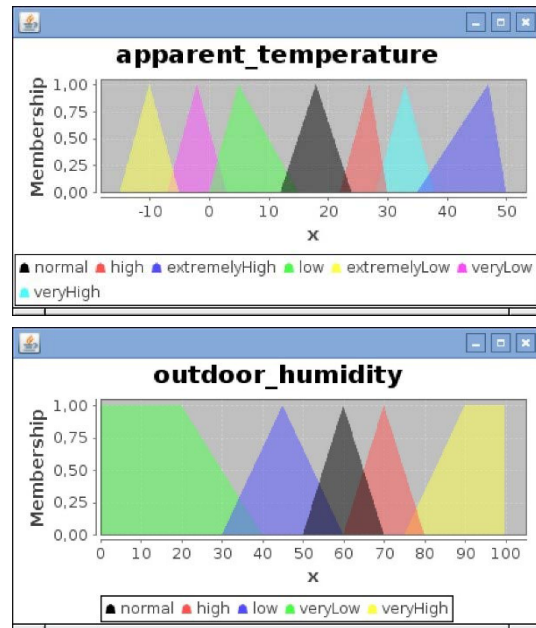 apparent_temperature
Membership
1,00
0,75
0,50
0,25
0,00
-10 0 10 20 30 40 50
x
normal high extremelyHigh low extremelyLow veryLow
veryHigh
outdoor_humidity
Membership
1,00
0,75
0,50
0,25
0,00
0 10 20 30 40 50 60 70 80 90 100
x
normal high low veryLow veryHigh